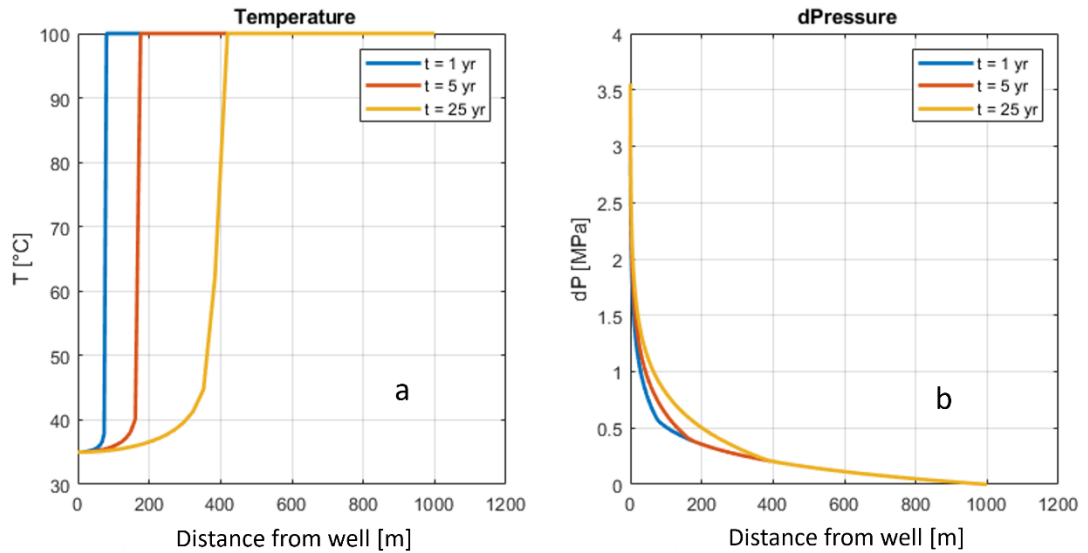 Temperature
T [°C]
100
90
80
70
60
50
40
30
0
200
400
600
800
1000
1200
t = 1 yr
t = 5 yr
t = 25 yr
a
Distance from well [m]
dPressure
dP [MPa]
4
3.5
3
2.5
2
1.5
1
0.5
0
0
200
400
600
800
1000
1200
t = 1 yr
t = 5 yr
t = 25 yr
b
Distance from well [m]